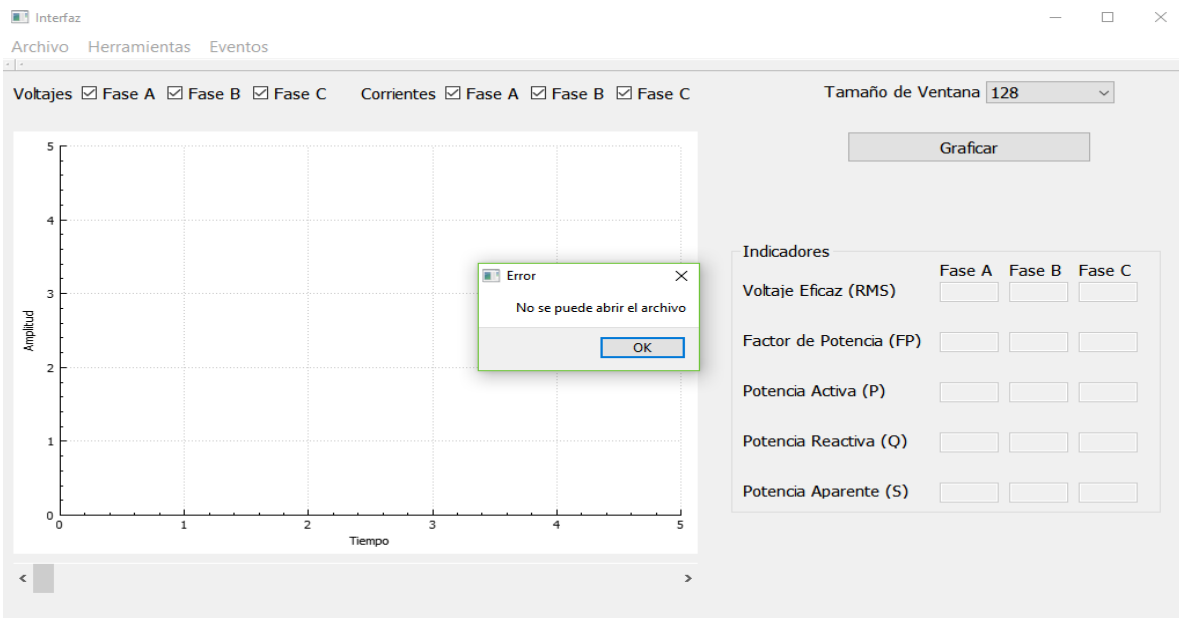 Interfaz
Archivo Herramientas Eventos
Voltajes Fase A Fase B Fase C Corrientes Fase A Fase B Fase C Tamaño de Ventana 128
Graficar
5
4
3
2
1
0
Amplitud
0 1 2 3 4 5
Tiempo
Error
No se puede abrir el archivo
OK
Indicadores
Fase A Fase B Fase C
Voltaje Eficaz (RMS)
Factor de Potencia (FP)
Potencia Activa (P)
Potencia Reactiva (Q)
Potencia Aparente (S)